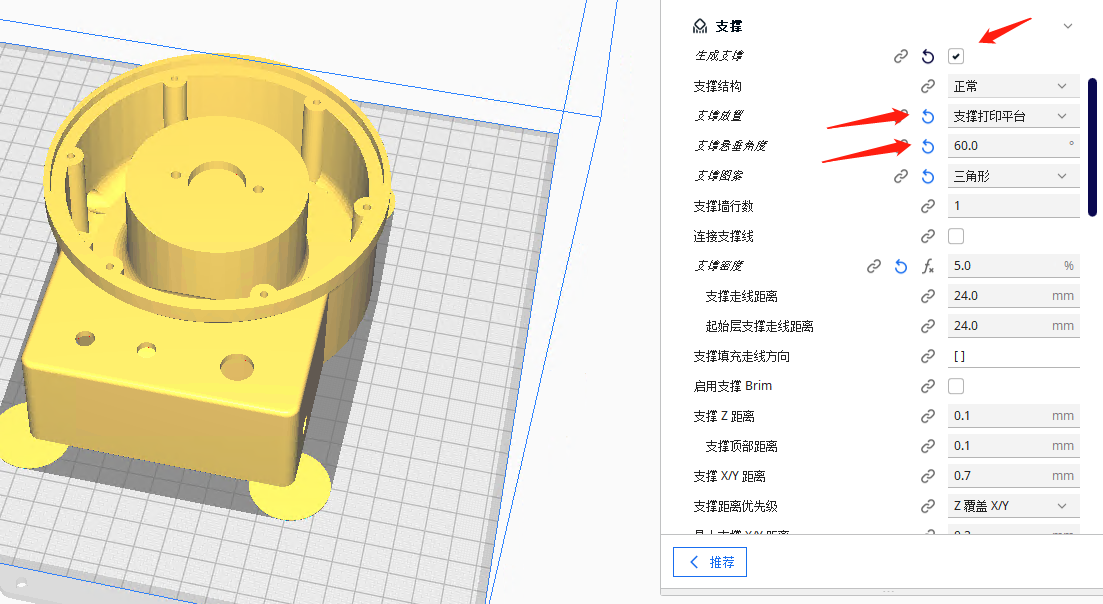 支撑
生成支撑
支撑结构 正常
支撑放置 支撑打印平台
支撑悬垂角度 60.0 °
支撑图案 三角形
支撑墙行数 1
连接支撑线
支撑密度 fx 5.0 %
支撑走线距离 24.0 mm
起始层支撑走线距离 24.0 mm
支撑填充走线方向 [ ]
启用支撑 Brim
支撑 Z 距离 0.1 mm
支撑顶部距离 0.1 mm
支撑 X/Y 距离 0.7 mm
支撑距离优先级 Z 覆盖 X/Y
推荐